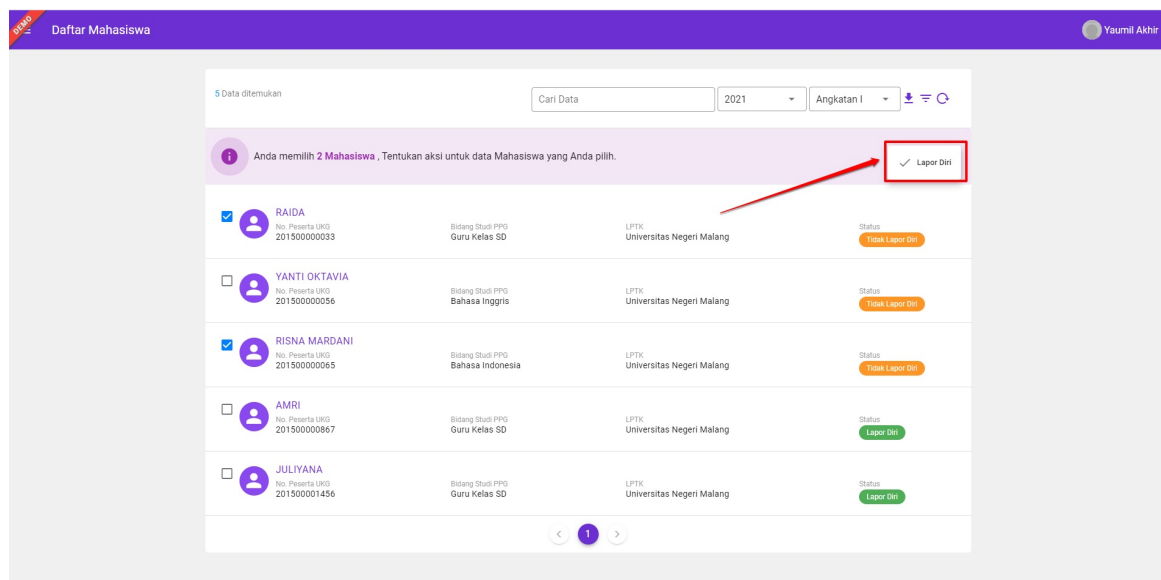 DEMO
Daftar Mahasiswa
Yaumil Akhir
5 Data ditemukan
Cari Data
2021
Angkatan I
Anda memilih 2 Mahasiswa , Tentukan aksi untuk data Mahasiswa yang Anda pilih.
Lapor Diri
RAIDA
No. Peserta UKG Bidang Studi PPG LPTK Status
201500000033 Guru Kelas SD Universitas Negeri Malang Tidak Lapor Diri
YANTI OKTAVIA
No. Peserta UKG Bidang Studi PPG LPTK Status
201500000056 Bahasa Inggris Universitas Negeri Malang Tidak Lapor Diri
RISNA MARDANI
No. Peserta UKG Bidang Studi PPG LPTK Status
201500000065 Bahasa Indonesia Universitas Negeri Malang Tidak Lapor Diri
AMRI
No. Peserta UKG Bidang Studi PPG LPTK Status
201500000867 Guru Kelas SD Universitas Negeri Malang Lapor Diri
JULIYANA
No. Peserta UKG Bidang Studi PPG LPTK Status
201500001456 Guru Kelas SD Universitas Negeri Malang Lapor Diri
1